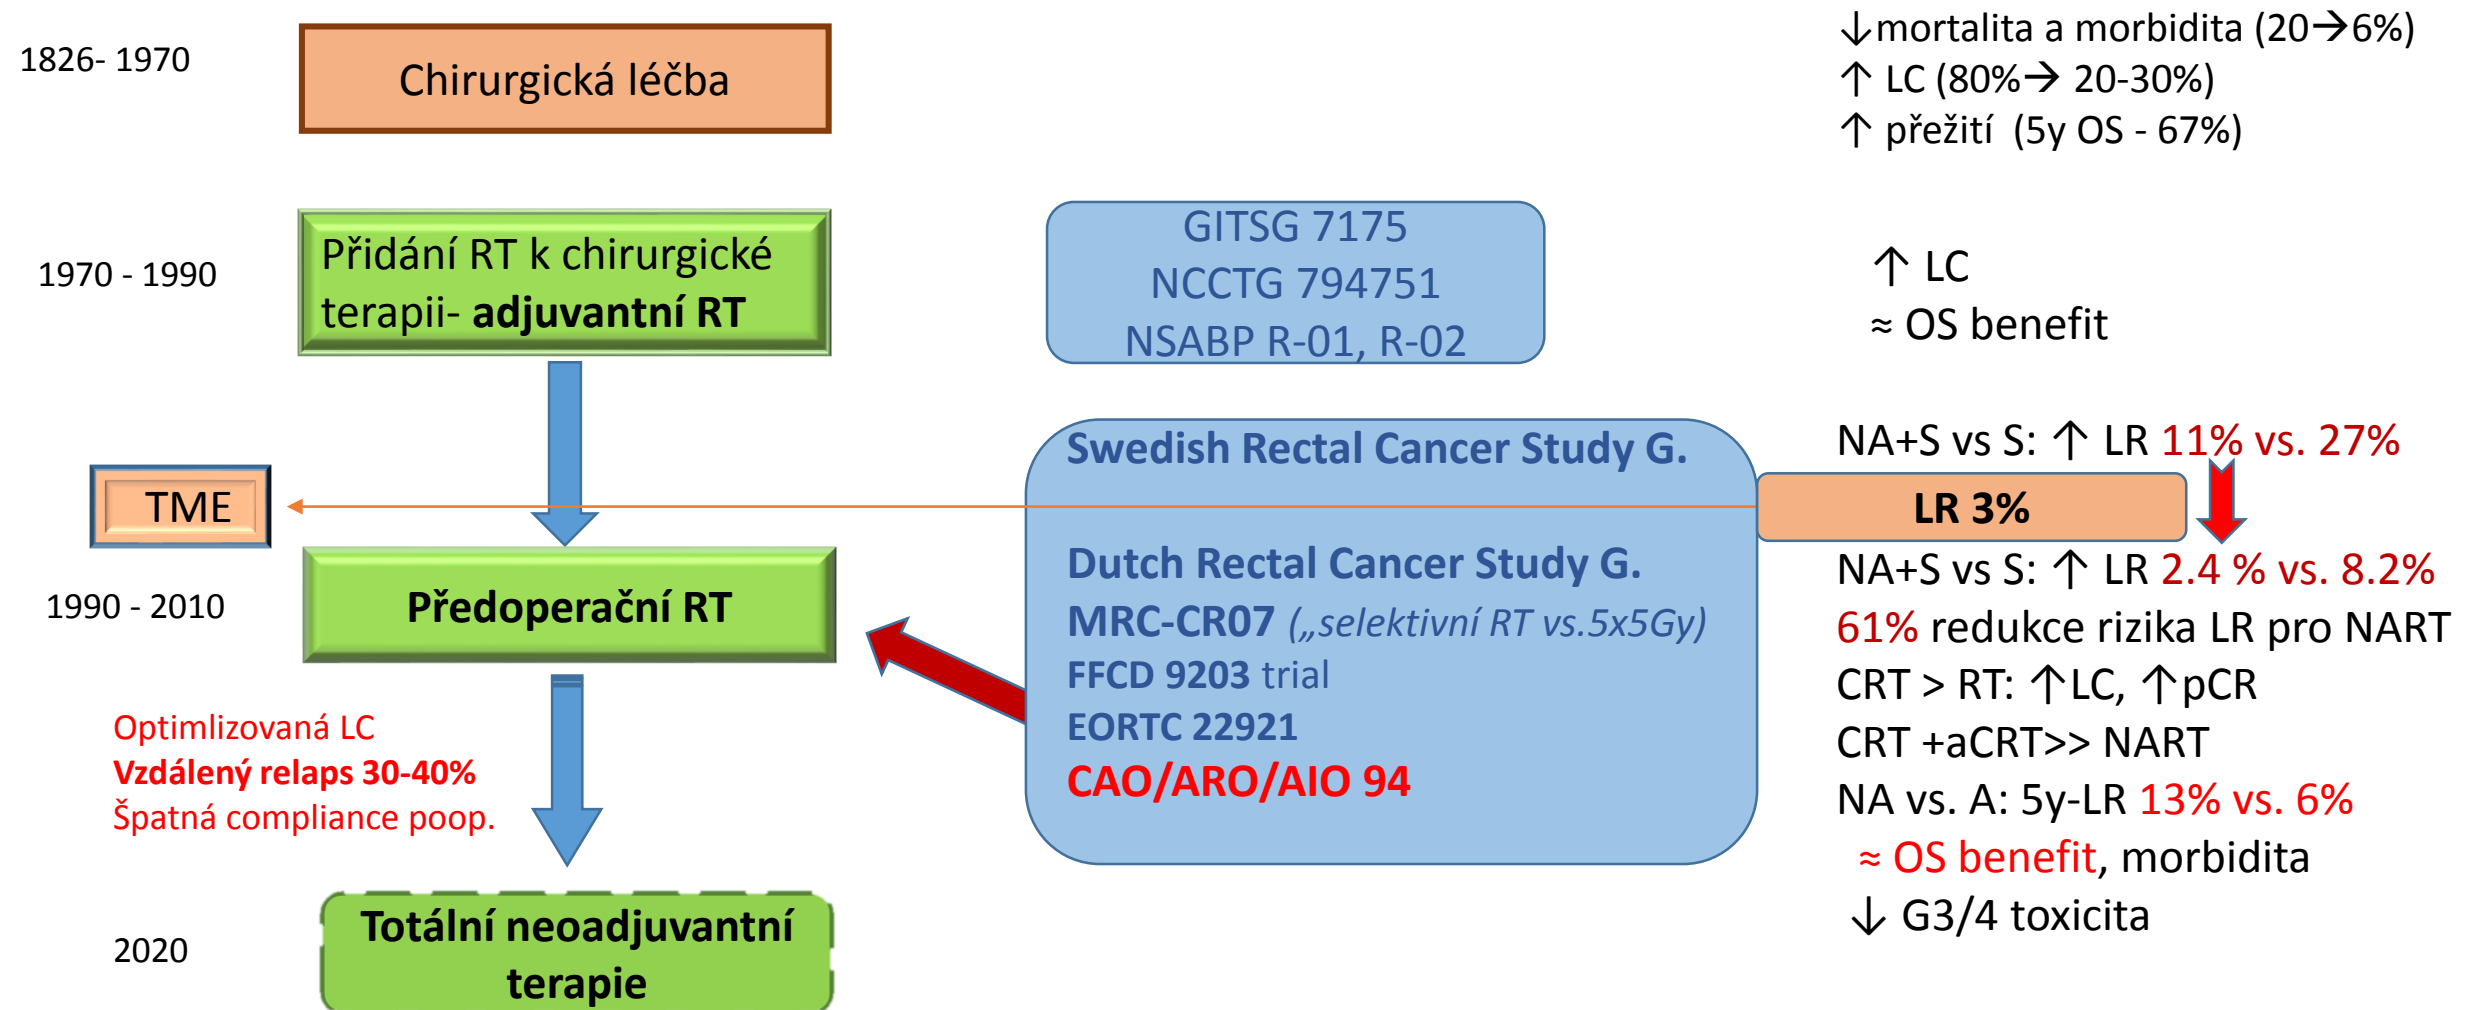 1826- 1970
Chirurgická léčba
↓mortalita a morbidita (20→6%)
↑ LC (80%→ 20-30%)
↑ přežití (5y OS - 67%)
1970 - 1990
Přidání RT k chirurgické
terapii- adjuvantní RT
GITSG 7175
NCCTG 794751
NSABP R-01, R-02
↑ LC
≈ OS benefit
TME
Swedish Rectal Cancer Study G.
NA+S vs S: ↑ LR 11% vs. 27%
LR 3%
1990 - 2010
Předoperační RT
Dutch Rectal Cancer Study G.
MRC-CR07 („selektivní RT vs.5x5Gy)
FFCD 9203 trial
EORTC 22921
CAO/ARO/AIO 94
NA+S vs S: ↑ LR 2.4 % vs. 8.2%
61% redukce rizika LR pro NART
CRT > RT: ↑LC, ↑pCR
CRT +aCRT>> NART
NA vs. A: 5y-LR 13% vs. 6%
≈ OS benefit, morbidita
↓ G3/4 toxicita
Optimlizovaná LC
Vzdálený relaps 30-40%
Špatná compliance poop.
2020
Totální neoadjuvantní
terapie